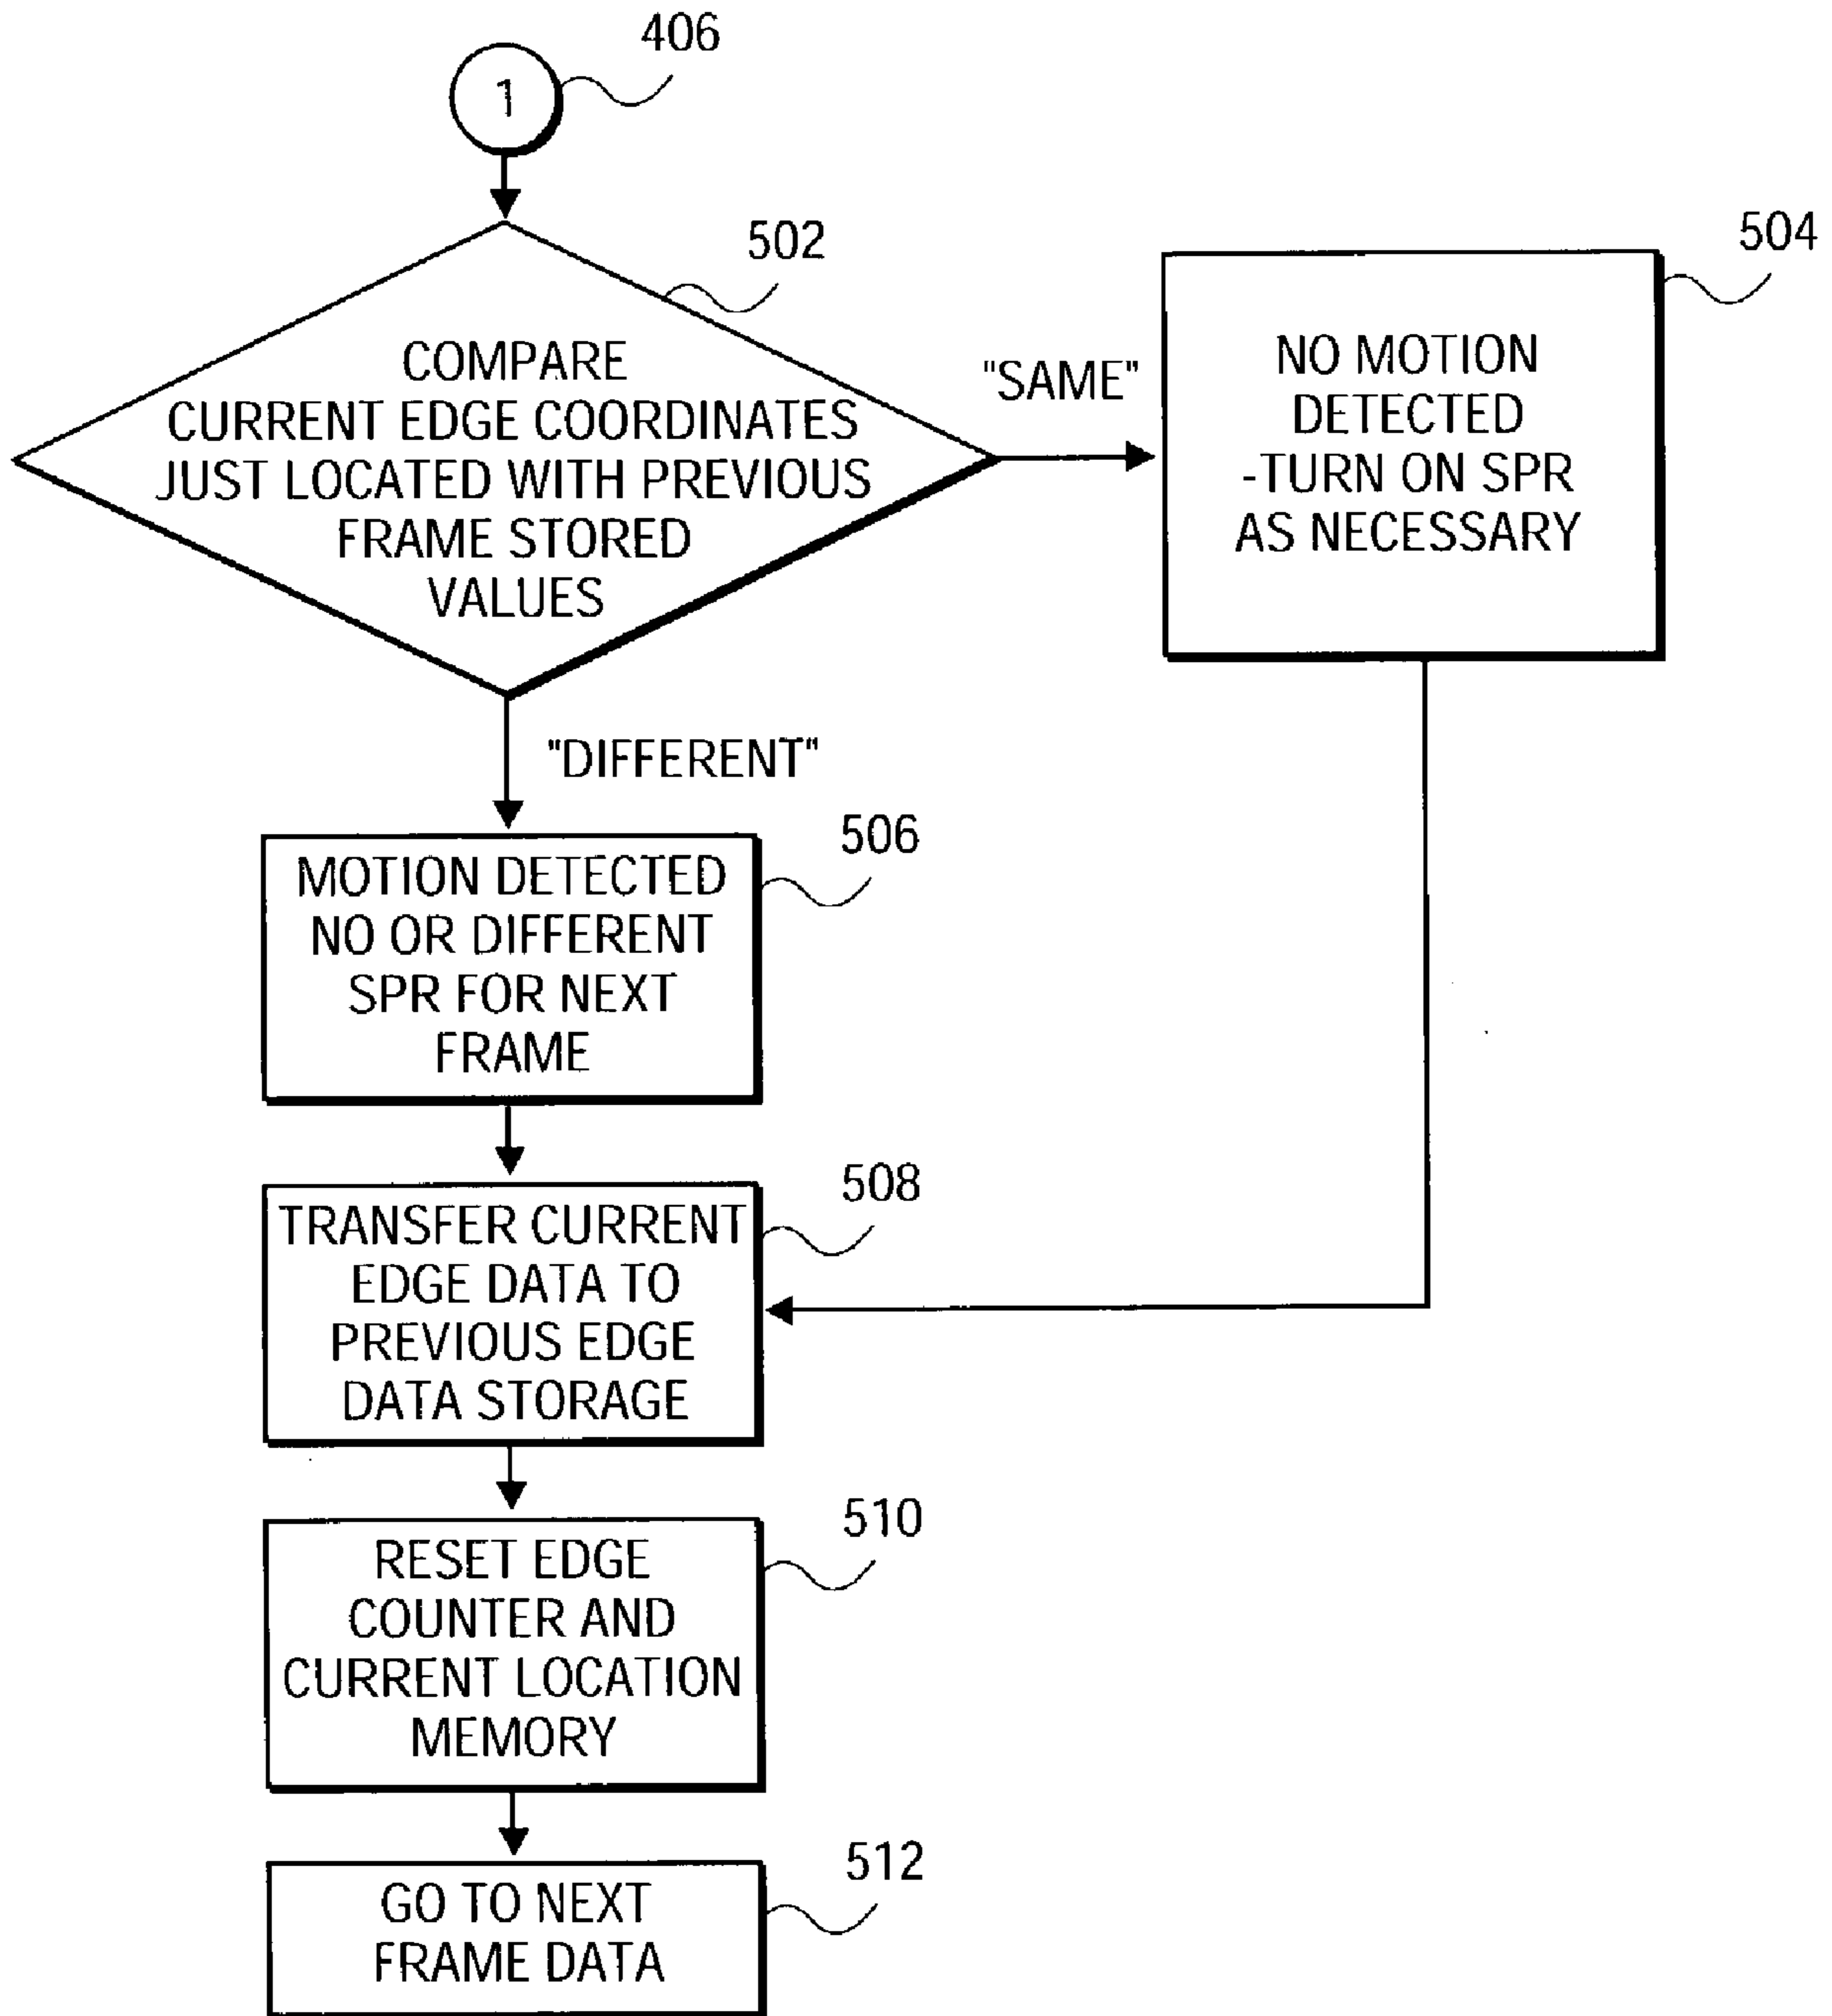 406
1
502
COMPARE
CURRENT EDGE COORDINATES
JUST LOCATED WITH PREVIOUS
FRAME STORED
VALUES
"SAME"
504
NO MOTION
DETECTED
-TURN ON SPR
AS NECESSARY
"DIFFERENT"
506
MOTION DETECTED
NO OR DIFFERENT
SPR FOR NEXT
FRAME
508
TRANSFER CURRENT
EDGE DATA TO
PREVIOUS EDGE
DATA STORAGE
510
RESET EDGE
COUNTER AND
CURRENT LOCATION
MEMORY
512
GO TO NEXT
FRAME DATA